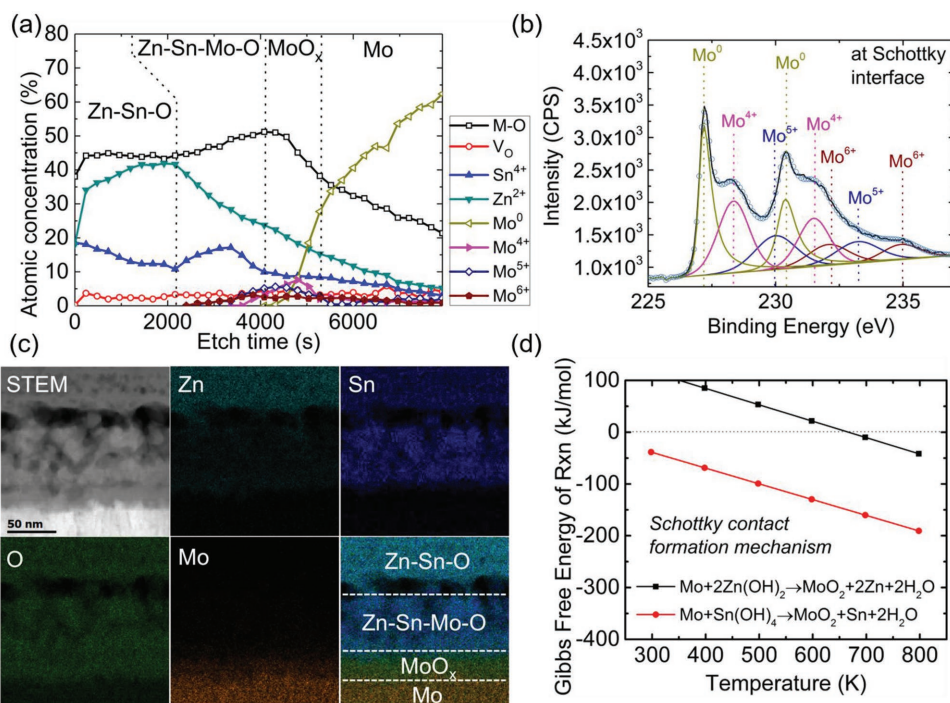 (a)
80
70
60
50
40
30
20
10
0
Atomic concentration (%)
0 2000 4000 6000
Etch time (s)
Zn-Sn-O
Zn-Sn-Mo-O
MoOₓ
Mo
M-O
V_O
Sn⁴⁺
Zn²⁺
Mo⁰
Mo⁴⁺
Mo⁵⁺
Mo⁶⁺
(b)
4.5x10³
4.0x10³
3.5x10³
3.0x10³
2.5x10³
2.0x10³
1.5x10³
1.0x10³
Intensity (CPS)
225 230 235
Binding Energy (eV)
at Schottky
interface
Mo⁰
Mo⁴⁺
Mo⁵⁺
Mo⁰
Mo⁴⁺
Mo⁶⁺
Mo⁵⁺
Mo⁶⁺
(c)
STEM
50 nm
Zn
Sn
O
Mo
Zn-Sn-O
Zn-Sn-Mo-O
MoOₓ
Mo
(d)
100
0
-100
-200
-300
-400
Gibbs Free Energy of Rxn (kJ/mol)
300 400 500 600 700 800
Temperature (K)
Schottky contact
formation mechanism
Mo+2Zn(OH)₂→MoO₂+2Zn+2H₂O
Mo+Sn(OH)₄→MoO₂+Sn+2H₂O